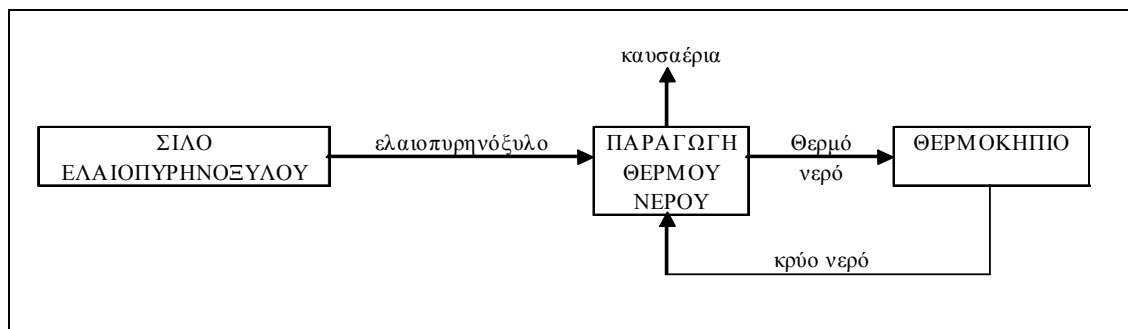 καυσαέρια
ΣΙΛΟ
ΕΛΑΙΟΠΥΡΗΝΟΞΥΛΟΥ
ελαιοπυρηνόξυλο
ΠΑΡΑΓΩΓΗ
ΘΕΡΜΟΥ
ΝΕΡΟΥ
Θερμό
νερό
ΘΕΡΜΟΚΗΠΙΟ
κρύο νερό